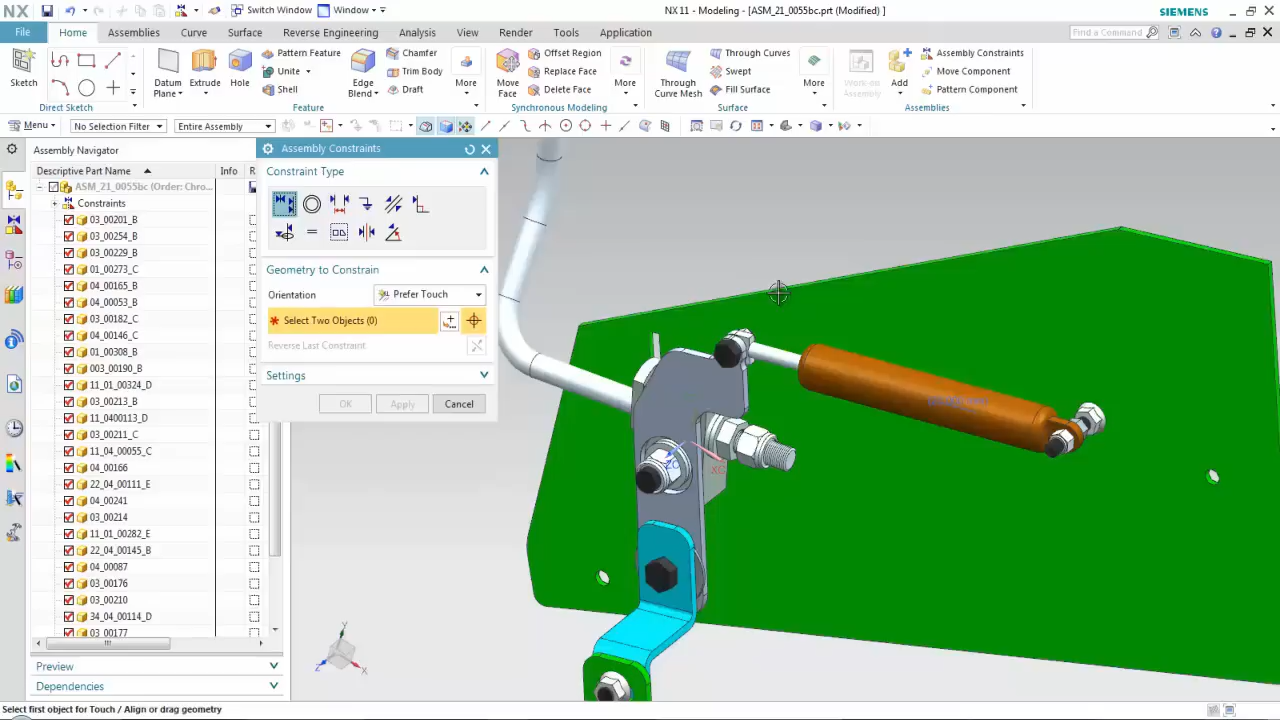 NX
Switch Window
Window
NX 11 - Modeling - [ASM_21_0055bc.prt (Modified) ]
SIEMENS
File
Home
Assemblies
Curve
Surface
Reverse Engineering
Analysis
View
Render
Tools
Application
Find a Command
Sketch
Direct Sketch
Datum Plane
Extrude
Hole
Pattern Feature
Unite
Shell
Edge Blend
Chamfer
Trim Body
Draft
More
Feature
Move Face
Offset Region
Replace Face
Delete Face
More
Synchronous Modeling
Through Curve Mesh
Through Curves
Swept
Fill Surface
More
Surface
Work on Assembly
Add
Assembly Constraints
Move Component
Pattern Component
Assemblies
Menu
No Selection Filter
Entire Assembly
Assembly Navigator
Descriptive Part Name
Info
R
ASM_21_0055bc (Order: Chro...
Constraints
03_00201_B
03_00254_B
03_00229_B
01_00273_C
04_00165_B
04_00053_B
03_00182_C
04_00146_C
01_00308_B
003_00190_B
11_01_00324_D
03_00213_B
11_0400113_D
03_00211_C
11_04_00055_C
04_00166
22_04_00111_E
04_00241
03_00214
11_01_00282_E
22_04_00145_B
04_00087
03_00176
03_00210
34_04_00114_D
03_00177
Preview
Dependencies
Assembly Constraints
Constraint Type
Geometry to Constrain
Orientation
Prefer Touch
* Select Two Objects (0)
Reverse Last Constraint
Settings
OK
Apply
Cancel
XC
Y
Z
X
Select first object for Touch / Align or drag geometry